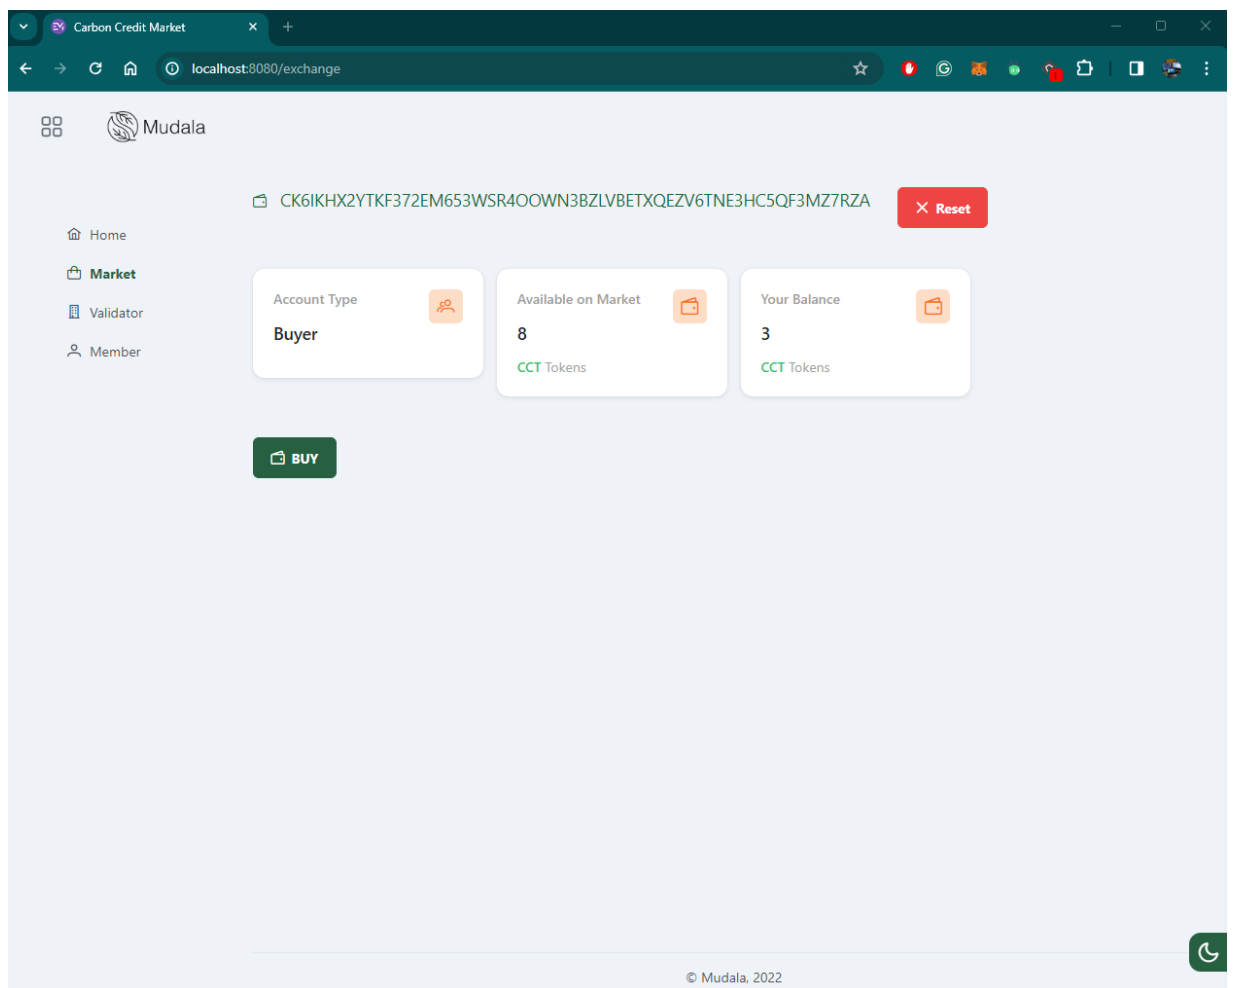 Carbon Credit Market
localhost:8080/exchange
Mudala
CK6IKHX2YTKF372EM653WSR4OOWN3BZLVBETXQEZV6TNE3HC5QF3MZ7RZA
Reset
Home
Market
Validator
Member
Account Type
Buyer
Available on Market
8
CCT Tokens
Your Balance
3
CCT Tokens
BUY
© Mudala, 2022